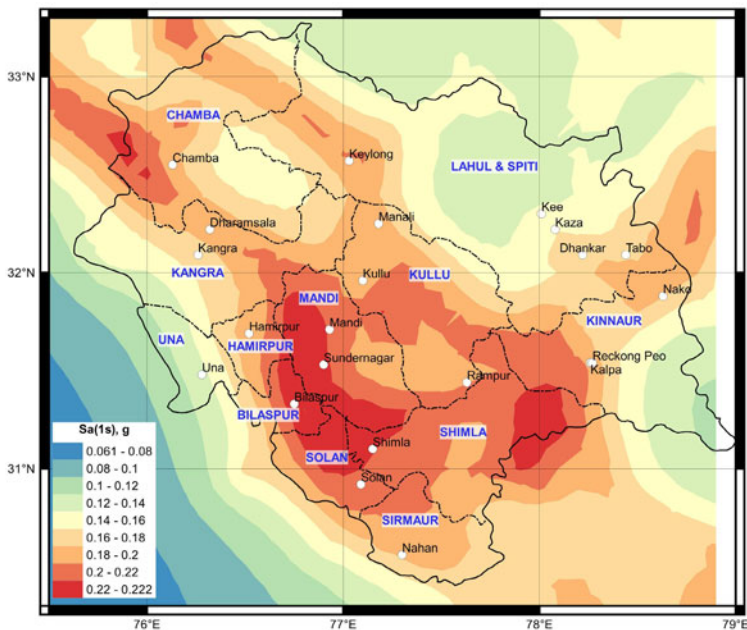 33°N
32°N
31°N
76°E
77°E
78°E
79°E
CHAMBA
Chamba
Keylong
LAHUL & SPITI
Dharamsala
Manali
Kee
Kaza
Kangra
Dhankar
Tabo
KANGRA
Kullu
KULLU
Nako
MANDI
KINNAUR
Hamirpur
Mandi
UNA
HAMIRPUR
Sundernagar
Reckong Peo
Kalpa
Una
Rampur
Bilaspur
BILASPUR
SHIMLA
Shimla
SOLAN
Solan
SIRMAUR
Nahan
Sa(1s), g
0.061 - 0.08
0.08 - 0.1
0.1 - 0.12
0.12 - 0.14
0.14 - 0.16
0.16 - 0.18
0.18 - 0.2
0.2 - 0.22
0.22 - 0.222